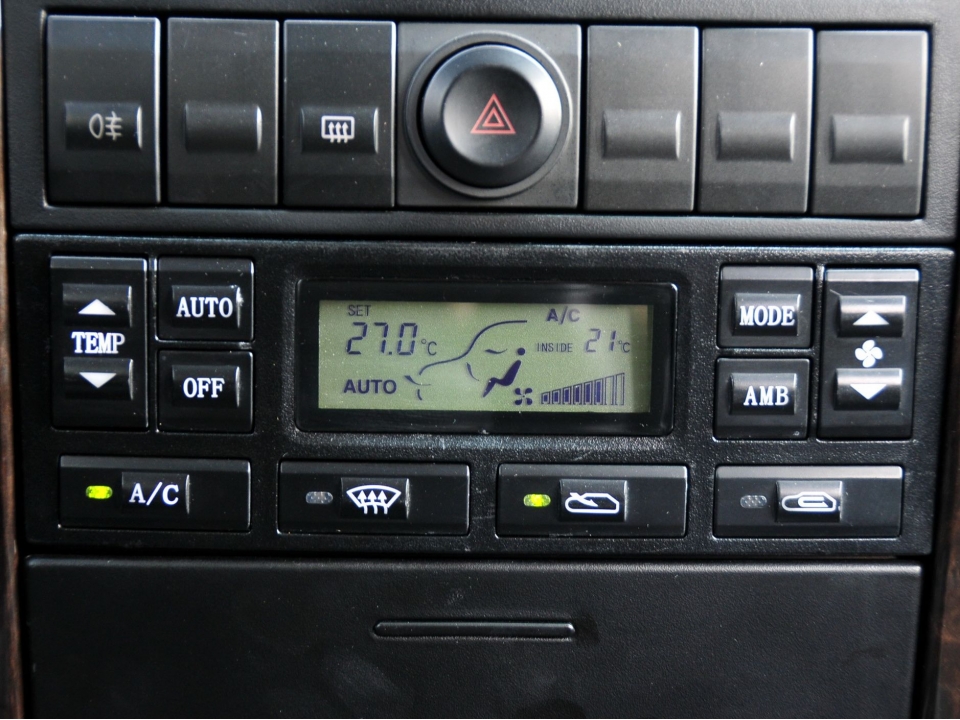 SET
27.0°C
A/C
INSIDE 21°C
AUTO
TEMP
AUTO
OFF
MODE
AMB
A/C